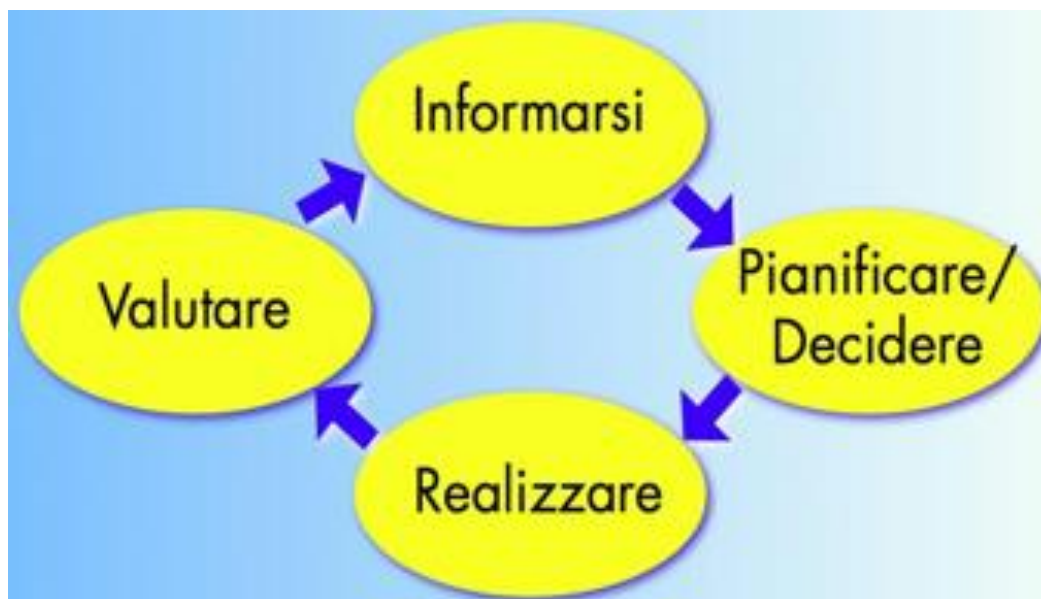 Informarsi
Pianificare/
Decidere
Realizzare
Valutare